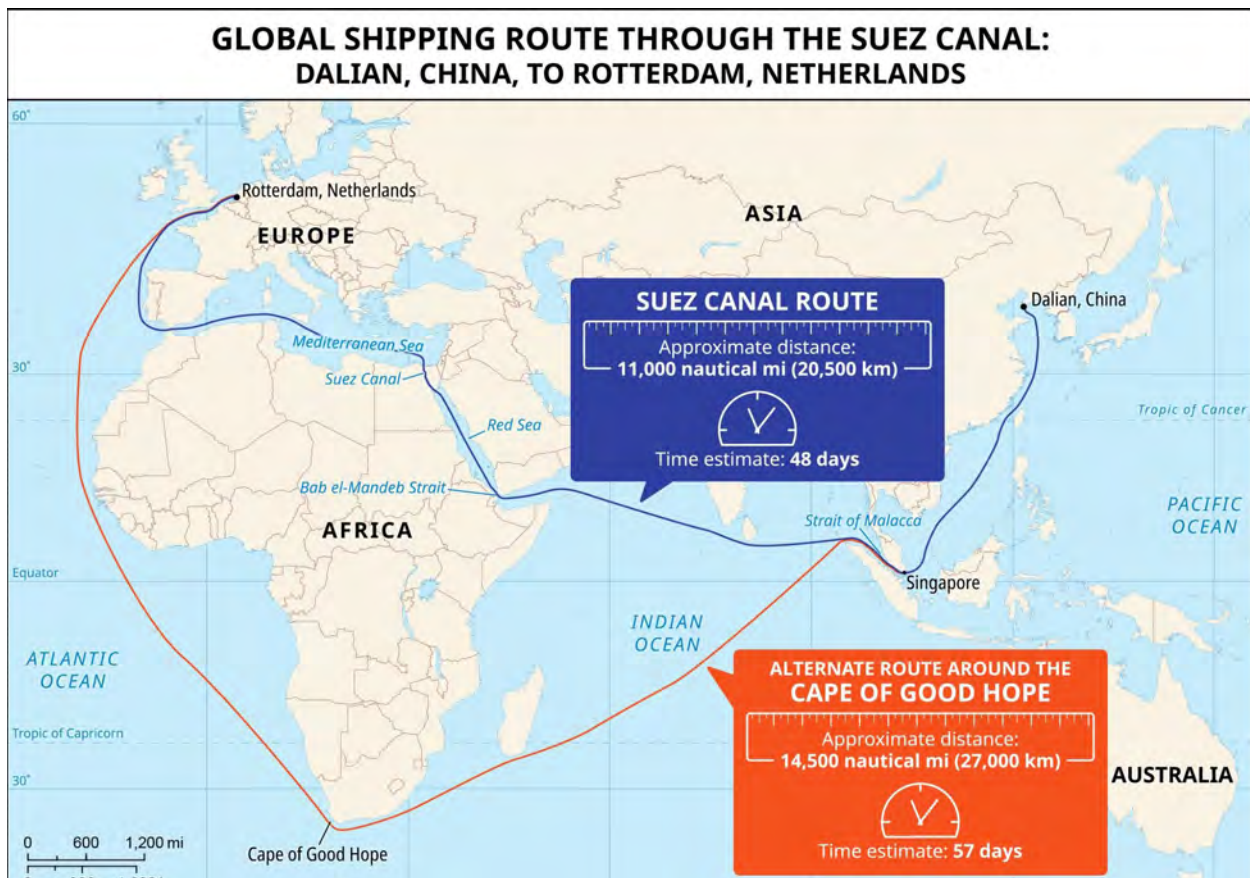 GLOBAL SHIPPING ROUTE THROUGH THE SUEZ CANAL:
DALIAN, CHINA, TO ROTTERDAM, NETHERLANDS
60°
Rotterdam, Netherlands
EUROPE
ASIA
SUEZ CANAL ROUTE
Approximate distance:
11,000 nautical mi (20,500 km)
Time estimate: 48 days
Dalian, China
Mediterranean Sea
30°
Suez Canal
Tropic of Cancer
Red Sea
Bab el-Mandeb Strait
AFRICA
Strait of Malacca
PACIFIC
OCEAN
Equator
Singapore
INDIAN
OCEAN
ATLANTIC
OCEAN
ALTERNATE ROUTE AROUND THE
CAPE OF GOOD HOPE
Approximate distance:
14,500 nautical mi (27,000 km)
Time estimate: 57 days
Tropic of Capricorn
30°
AUSTRALIA
Cape of Good Hope
0 600 1,200 mi